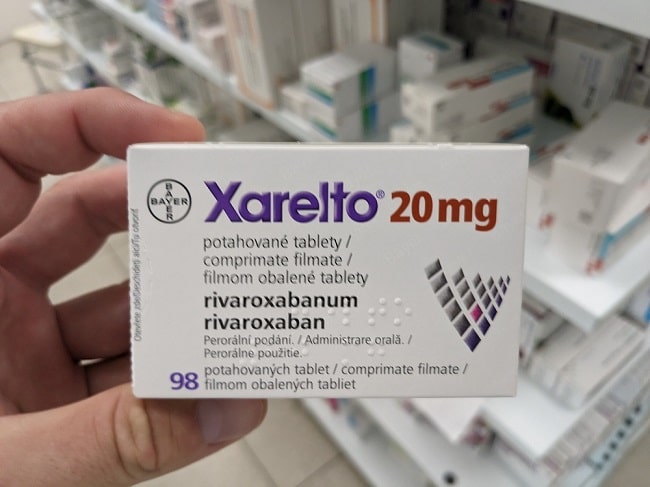 BAYER
BAYER
Xarelto® 20 mg
potahované tablety /
comprimate filmate /
filmom obalené tablety
rivaroxabanum
rivaroxaban
Perorální podání. / Administrare orală. /
Perorálne použitie.
98 potahovaných tablet / comprimate filmate /
filmom obalených tabliet